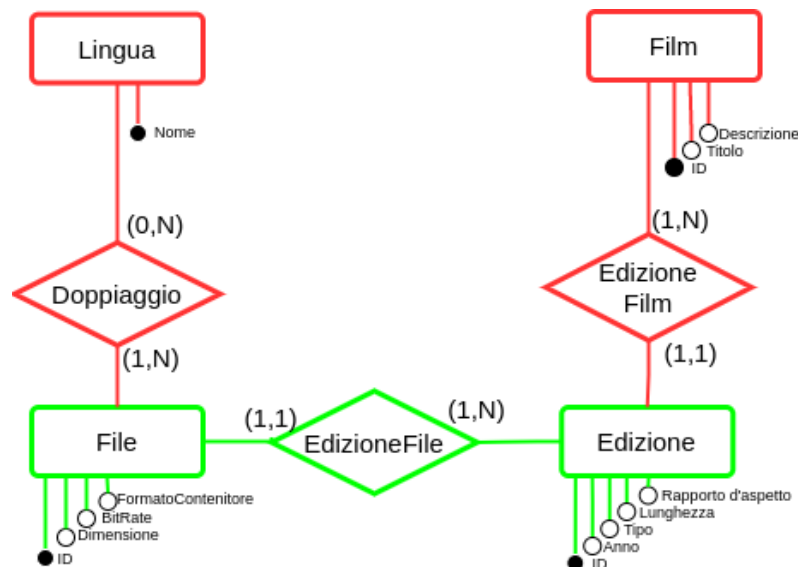 Lingua
Film
Nome
Descrizione
Titolo
ID
(0,N)
(1,N)
Doppiaggio
Edizione
Film
(1,N)
(1,1)
(1,1)
(1,N)
File
EdizioneFile
Edizione
FormatoContenitore
BitRate
Dimensione
ID
Rapporto d'aspetto
Lunghezza
Tipo
Anno
ID